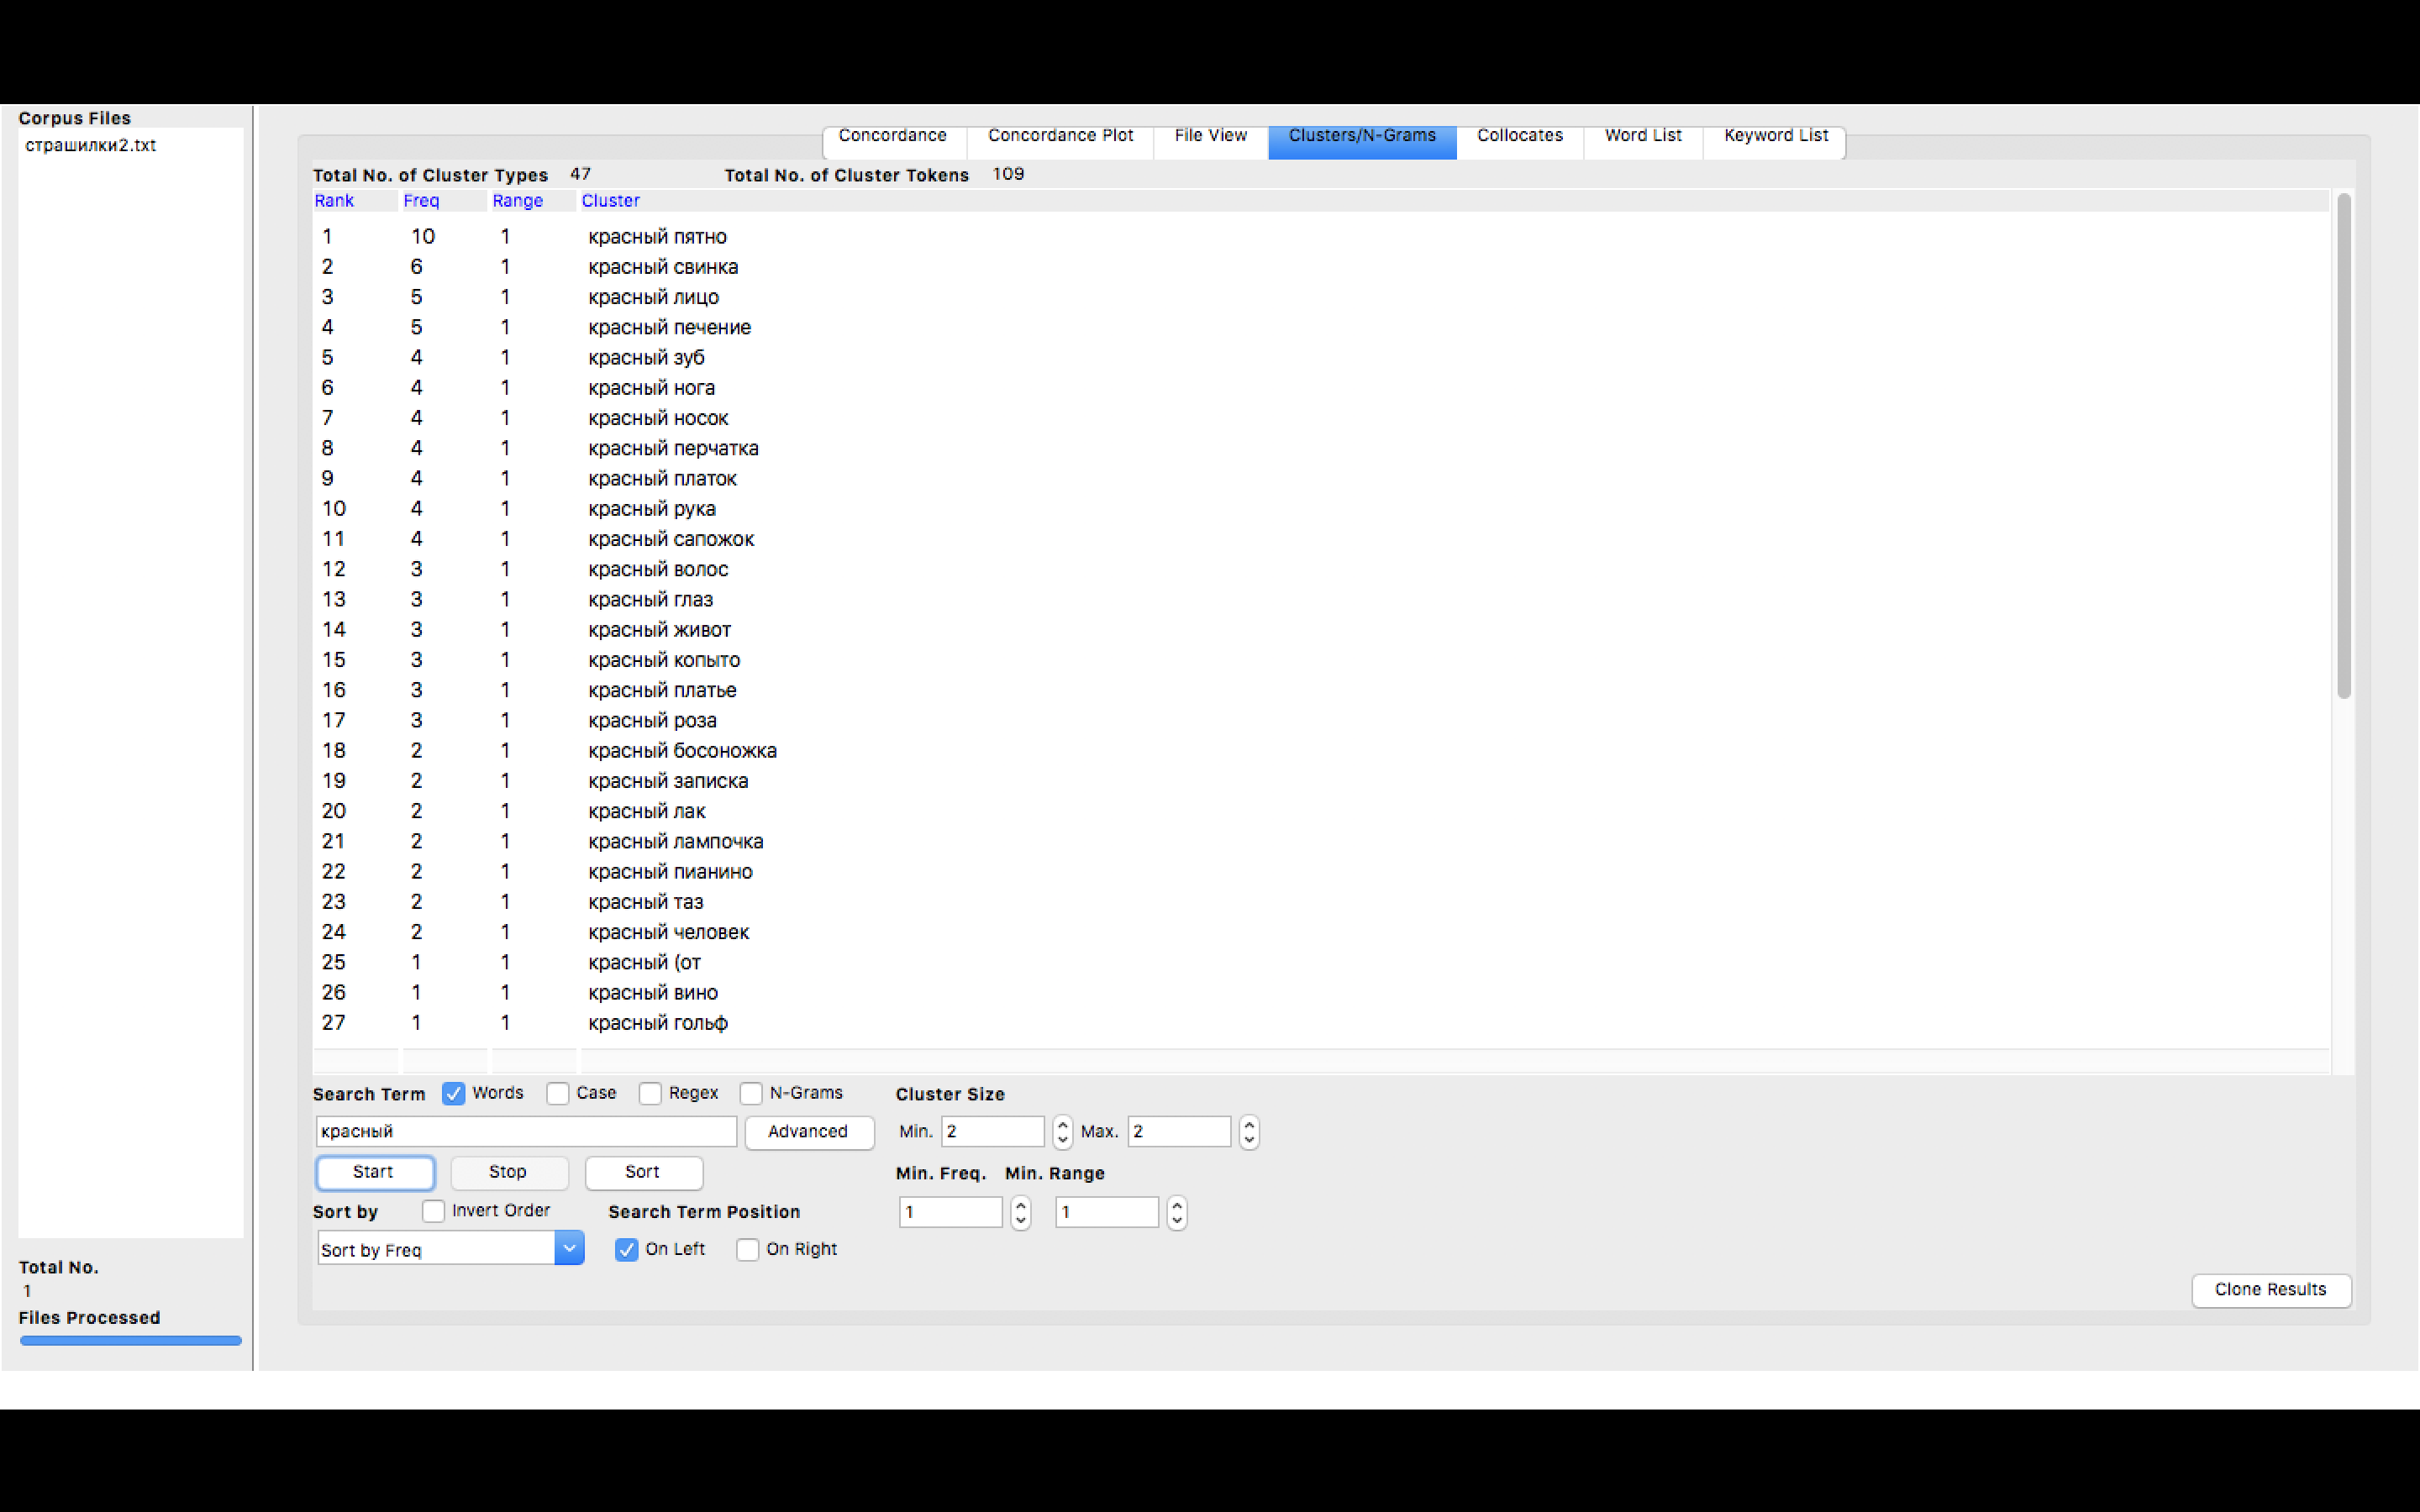 Corpus Files
страшилки2.txt
Concordance Concordance Plot File View Clusters/N-Grams Collocates Word List Keyword List
Total No. of Cluster Types 47 Total No. of Cluster Tokens 109
Rank Freq Range Cluster
1 10 1 красный пятно
2 6 1 красный свинка
3 5 1 красный лицо
4 5 1 красный печение
5 4 1 красный зуб
6 4 1 красный нога
7 4 1 красный носок
8 4 1 красный перчатка
9 4 1 красный платок
10 4 1 красный рука
11 4 1 красный сапожок
12 3 1 красный волос
13 3 1 красный глаз
14 3 1 красный живот
15 3 1 красный копыто
16 3 1 красный платье
17 3 1 красный роза
18 2 1 красный босоножка
19 2 1 красный записка
20 2 1 красный лак
21 2 1 красный лампочка
22 2 1 красный пианино
23 2 1 красный таз
24 2 1 красный человек
25 1 1 красный (от
26 1 1 красный вино
27 1 1 красный гольф
Search Term Words Case Regex N-Grams Cluster Size
красный Advanced Min. 2 Max. 2
Start Stop Sort Min. Freq. Min. Range
Sort by Invert Order Search Term Position 1 1
Sort by Freq On Left On Right
Total No.
1
Files Processed
Clone Results